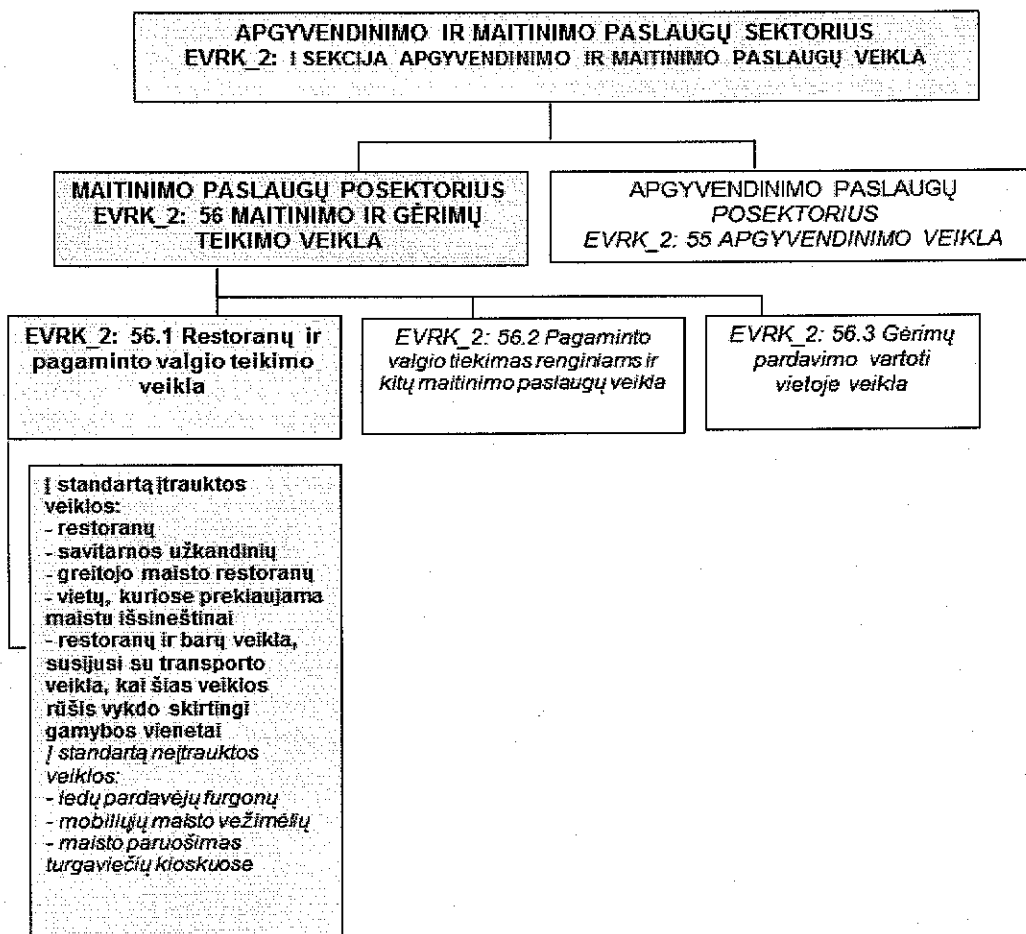 APGYVENDINIMO IR MAITINIMO PASLAUGŲ SEKTORIUS
EVRK_2: I SEKCIJA APGYVENDINIMO IR MAITINIMO PASLAUGŲ VEIKLA
MAITINIMO PASLAUGŲ POSEKTORIUS
EVRK_2: 56 MAITINIMO IR GĖRIMŲ
TEIKIMO VEIKLA
APGYVENDINIMO PASLAUGŲ
POSEKTORIUS
EVRK_2: 55 APGYVENDINIMO VEIKLA
EVRK_2: 56.1 Restoranų ir
pagaminto valgio teikimo
veikla
EVRK_2: 56.2 Pagaminto
valgio tiekimas renginiams ir
kitų maitinimo paslaugų veikla
EVRK_2: 56.3 Gėrimų
pardavimo vartoti
vietoje veikla
Į standartą įtrauktos
veiklos:
- restoranų
- savitarnos užkandinių
- greitojo maisto restoranų
- vietų, kuriose prekiaujama
maistu išsineštinai
- restoranų ir barų veikla,
susijusi su transporto
veikla, kai šias veiklos
rūšis vykdo skirtingi
gamybos vienetai
Į standartą neįtrauktos
veiklos:
- ledų pardavėjų furgonų
- mobiliųjų maisto vežimėlių
- maisto paruošimas
turgaviečių kioskuose